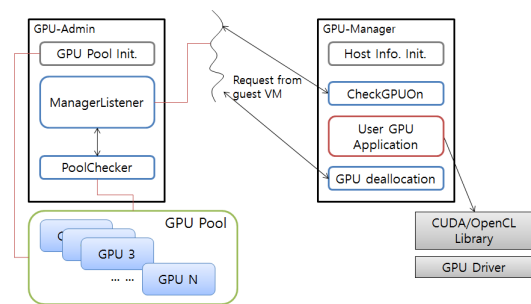 GPU-Admin
GPU Pool Init.
ManagerListener
PoolChecker
GPU Pool
GPU 3
... ...
GPU N
Request from
guest VM
GPU-Manager
Host Info. Init.
CheckGPUOn
User GPU
Application
GPU deallocation
CUDA/OpenCL
Library
GPU Driver